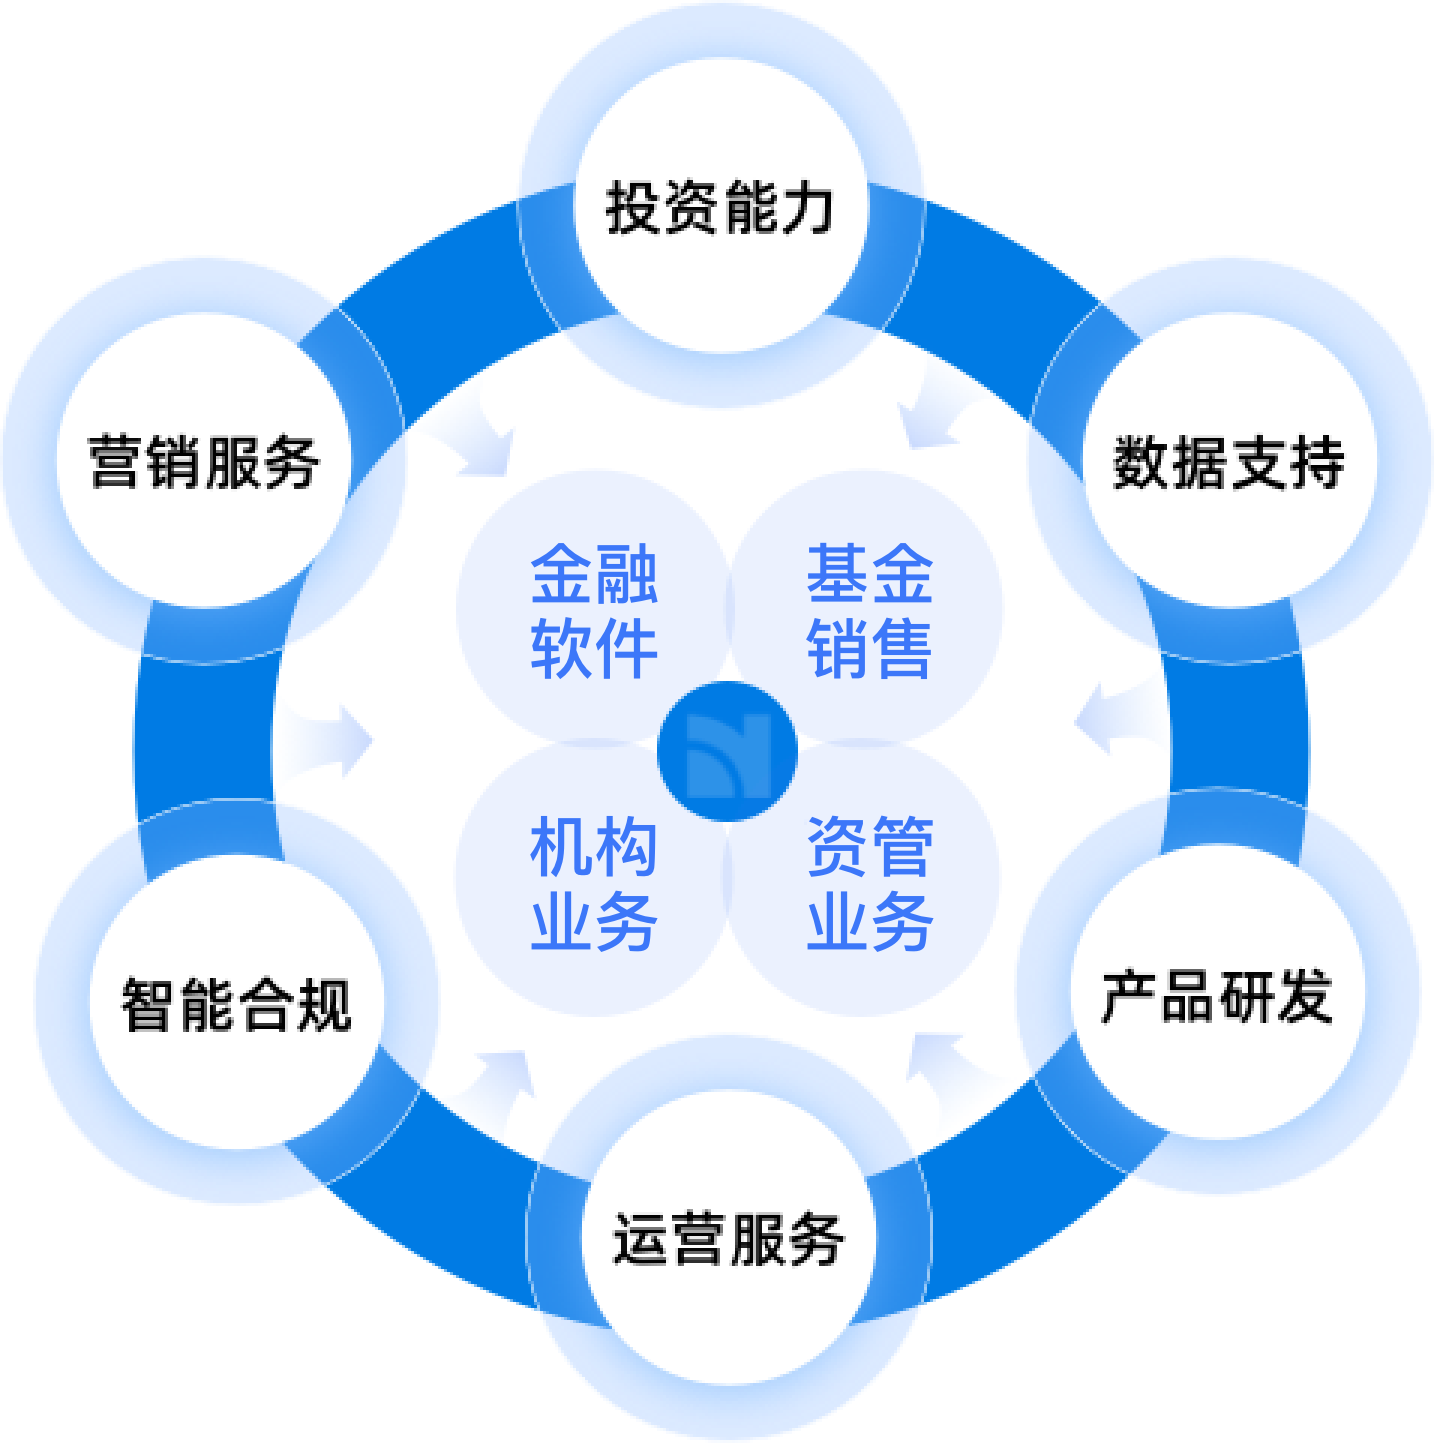 投资能力
营销服务
数据支持
金融
软件
基金
销售
机构
业务
资管
业务
智能合规
产品研发
运营服务